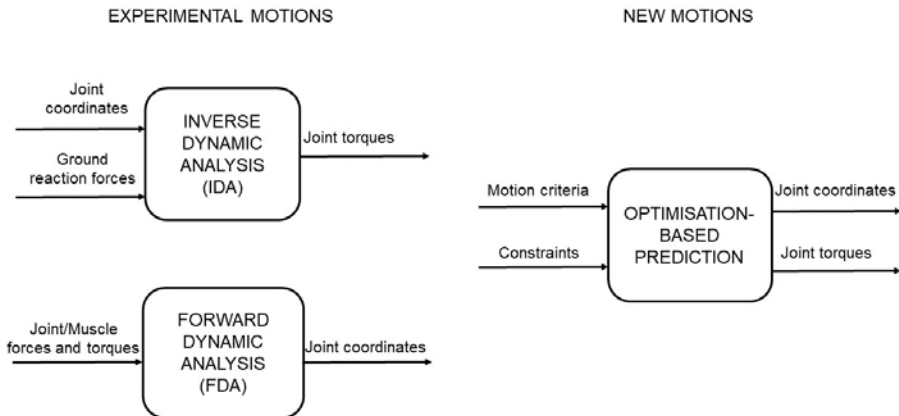 EXPERIMENTAL MOTIONS
NEW MOTIONS
Joint
coordinates
Ground
reaction forces
INVERSE
DYNAMIC
ANALYSIS
(IDA)
Joint torques
Joint/Muscle
forces and torques
FORWARD
DYNAMIC
ANALYSIS
(FDA)
Joint coordinates
Motion criteria
Constraints
OPTIMISATION-
BASED
PREDICTION
Joint coordinates
Joint torques